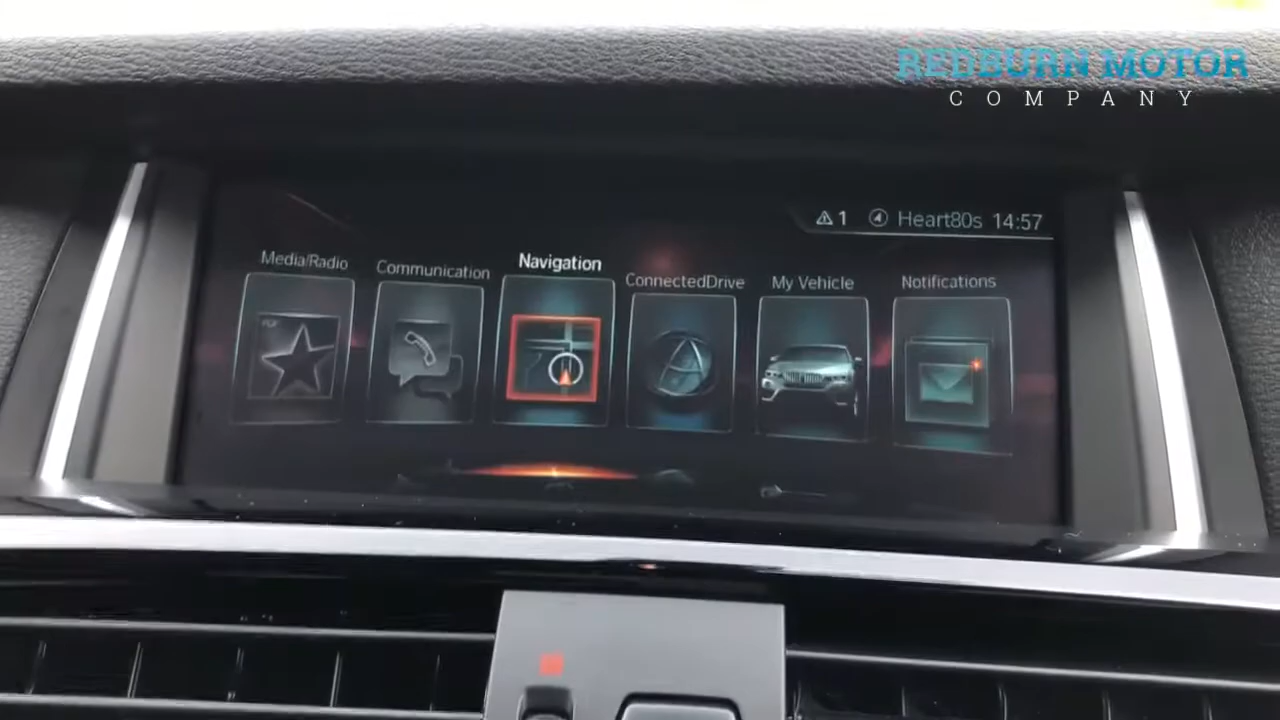 REDBURN MOTOR
COMPANY
1 Heart80s 14:57
Media/Radio
Communication
Navigation
ConnectedDrive
My Vehicle
Notifications